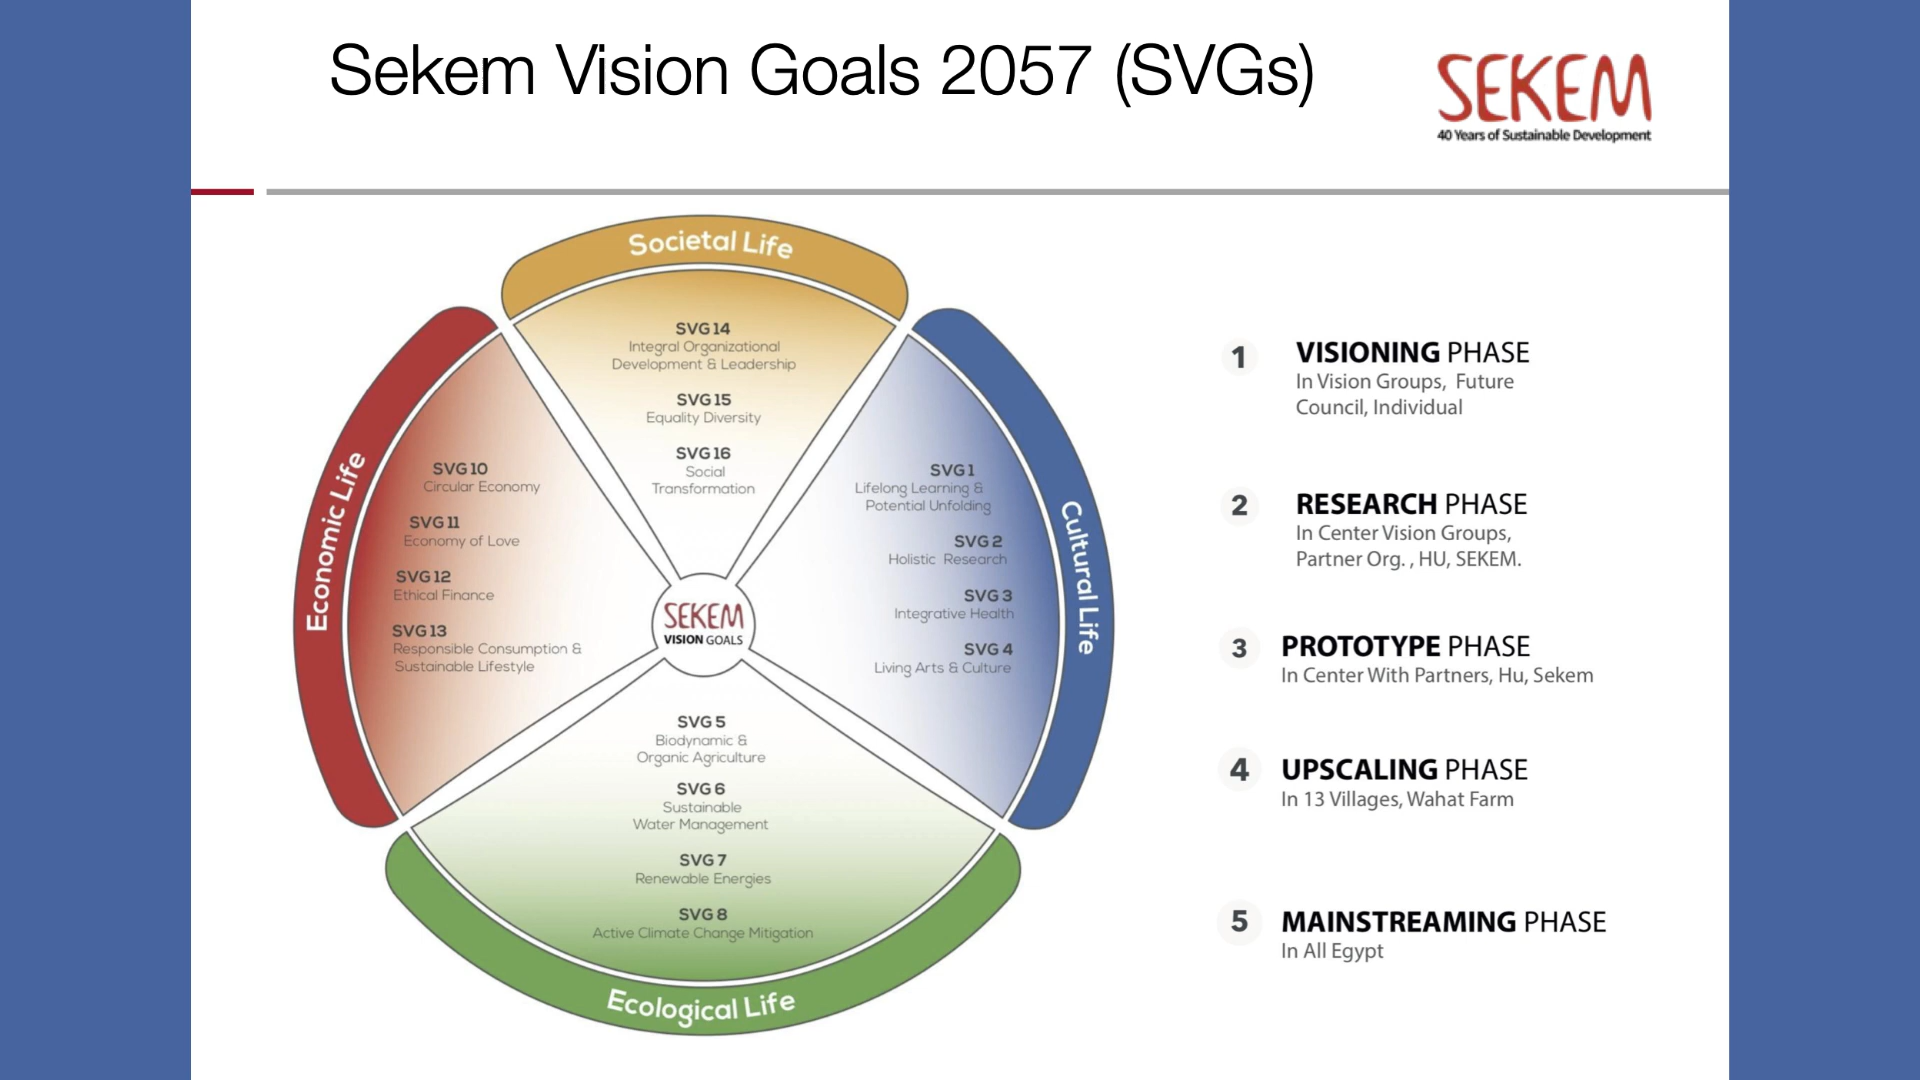 Sekem Vision Goals 2057 (SVGs)
SEKEM
40 Years of Sustainable Development
Societal Life
SVG 14
Integral Organizational
Development & Leadership
SVG 15
Equality Diversity
SVG 16
Social
Transformation
Economic Life
SVG 10
Circular Economy
SVG 11
Economy of Love
SVG 12
Ethical Finance
SVG 13
Responsible Consumption &
Sustainable Lifestyle
Cultural Life
SVG 1
Lifelong Learning &
Potential Unfolding
SVG 2
Holistic Research
SVG 3
Integrative Health
SVG 4
Living Arts & Culture
SEKEM
VISION GOALS
SVG 5
Biodynamic &
Organic Agriculture
SVG 6
Sustainable
Water Management
SVG 7
Renewable Energies
SVG 8
Active Climate Change Mitigation
Ecological Life
1 VISIONING PHASE
In Vision Groups, Future
Council, Individual
2 RESEARCH PHASE
In Center Vision Groups,
Partner Org. , HU, SEKEM.
3 PROTOTYPE PHASE
In Center With Partners, Hu, Sekem
4 UPSCALING PHASE
In 13 Villages, Wahat Farm
5 MAINSTREAMING PHASE
In All Egypt